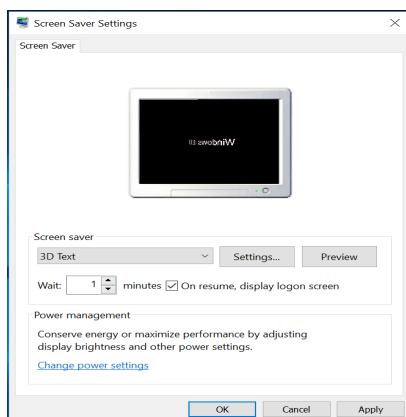 Screen Saver Settings
Screen Saver
Windows 10
Screen saver
3D Text
Settings...
Preview
Wait: 1 minutes On resume, display logon screen
Power management
Conserve energy or maximize performance by adjusting
display brightness and other power settings.
Change power settings
OK Cancel Apply